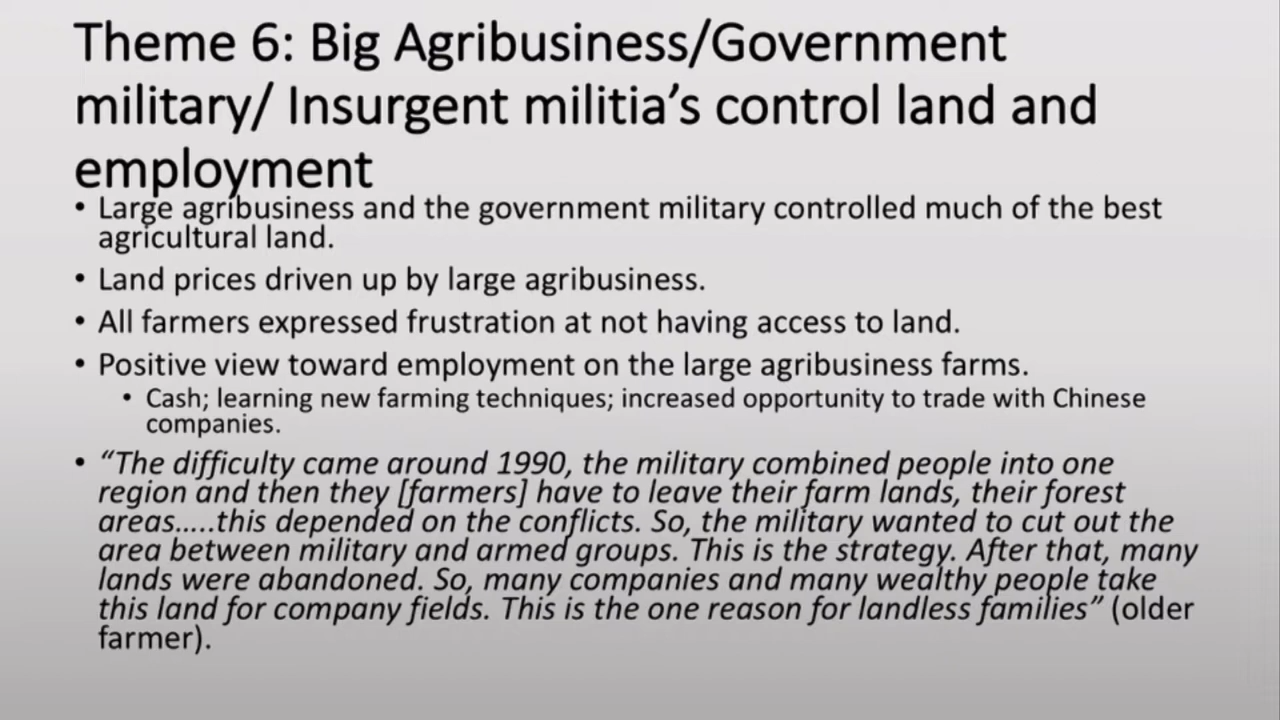 Theme 6: Big Agribusiness/Government
military/ Insurgent militia’s control land and
employment
• Large agribusiness and the government military controlled much of the best
agricultural land.
• Land prices driven up by large agribusiness.
• All farmers expressed frustration at not having access to land.
• Positive view toward employment on the large agribusiness farms.
• Cash; learning new farming techniques; increased opportunity to trade with Chinese
companies.
• “The difficulty came around 1990, the military combined people into one
region and then they [farmers] have to leave their farm lands, their forest
areas…..this depended on the conflicts. So, the military wanted to cut out the
area between military and armed groups. This is the strategy. After that, many
lands were abandoned. So, many companies and many wealthy people take
this land for company fields. This is the one reason for landless families” (older
farmer).